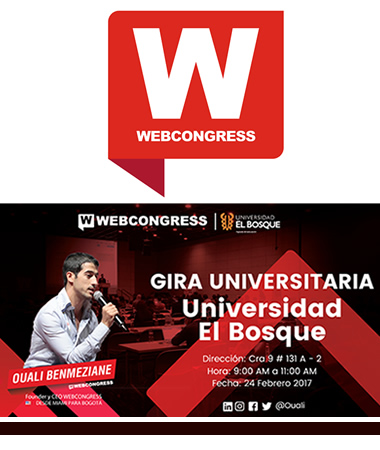 W
WEBCONGRESS
W WEBCONGRESS | UNIVERSIDAD
EL BOSQUE
GIRA UNIVERSITARIA
Universidad
El Bosque
Dirección: Cra 9 # 131 A - 2
Hora: 9:00 AM a 11:00 AM
Fecha: 24 Febrero 2017
OUALI BENMEZIANE
@WEBCONGRESS
Founder y CEO WEBCONGRESS
DESDE MIAMI PARA BOGOTÁ
@Ouali